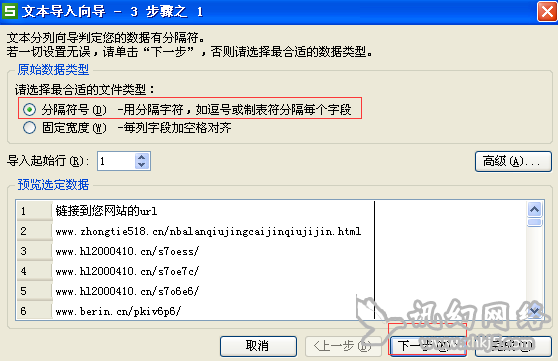 文本导入向导 - 3 步骤之 1
文本分列向导判定您的数据有分隔符。
若一切设置无误，请单击“下一步”，否则请选择最合适的数据类型。
原始数据类型
请选择最合适的文件类型：
分隔符号(D) -用分隔字符，如逗号或制表符分隔每个字段
固定宽度(W) -每列字段加空格对齐
导入起始行(R): 1 高级(A)...
预览选定数据
1 链接到您网站的url
2 www.zhongtie518.cn/nbalanqiujingcaijinqiujijin.html
3 www.hl2000410.cn/s7oess/
4 www.hl2000410.cn/s7oe7c/
5 www.hl2000410.cn/s7o6e6/
6 www.berin.cn/pkiv6p6/
讯幻网络
取消 <上一步(B) 下一步(N)> 完成(F)